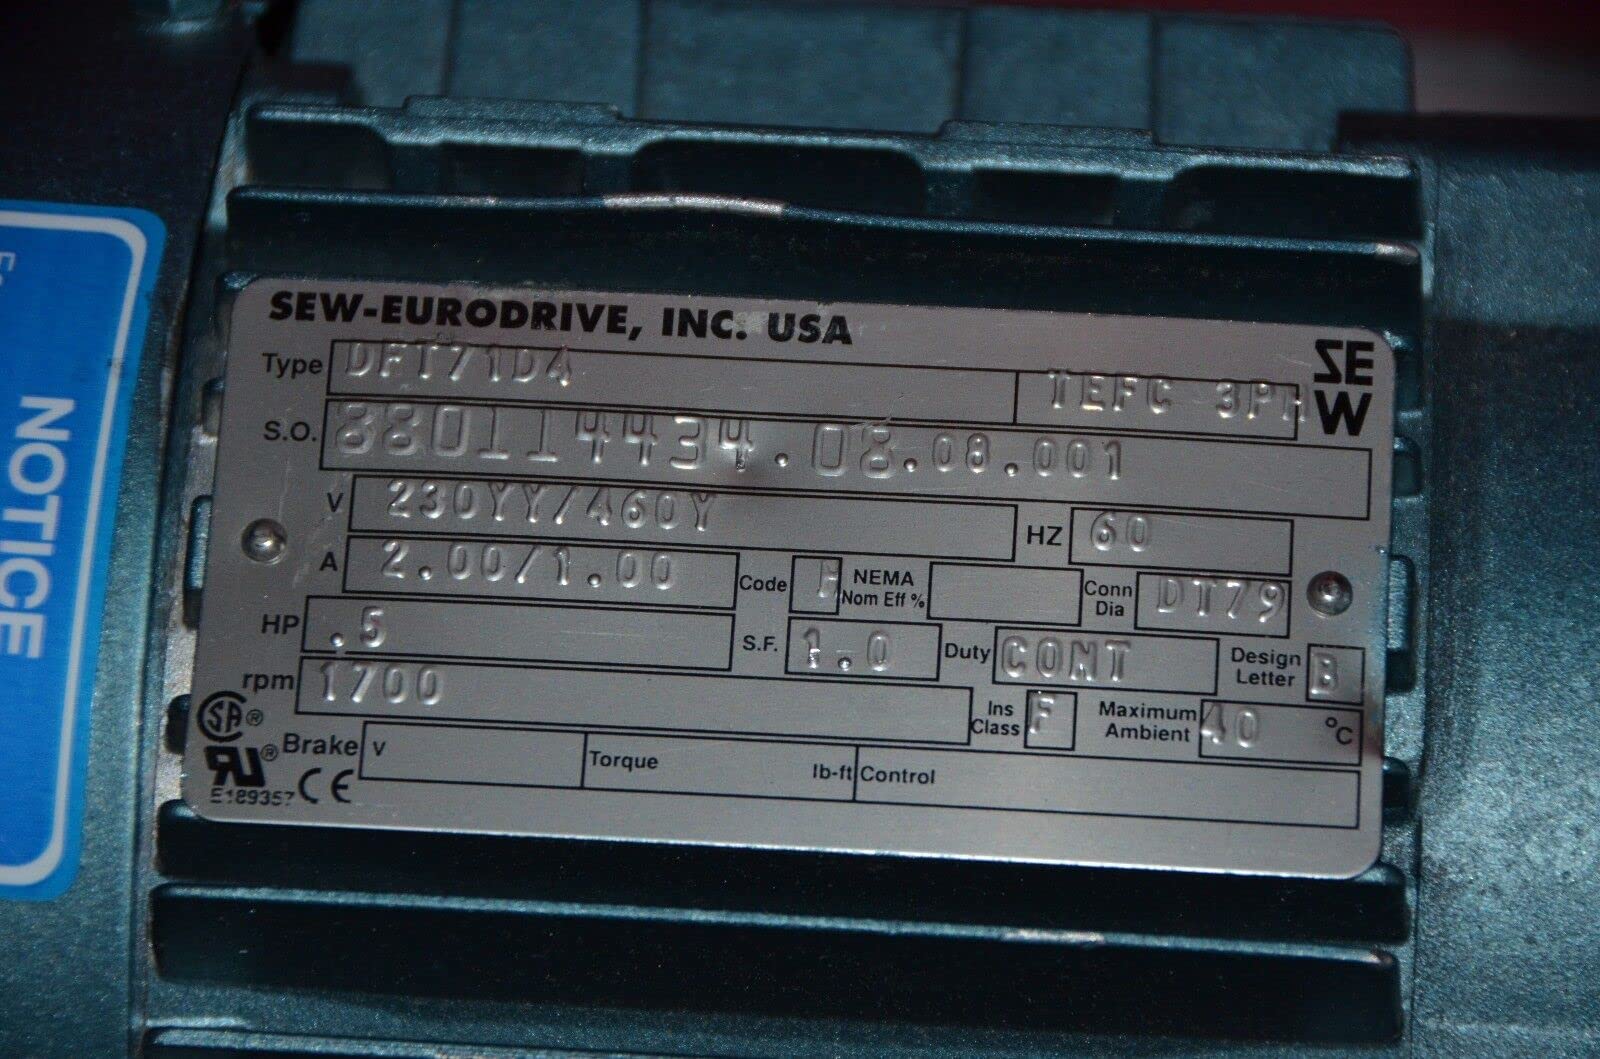 SEW-EURODRIVE, INC. USA
Type DFT71D4 TEFC 3PH
SEW
S.O. 880114434.08.08.001
V 230YY/460Y HZ 60
A 2.00/1.00 Code NEMA Nom Eff % Conn Dia DT79
HP .5 S.F. 1.0 Duty CONT Design Letter B
rpm 1700 Ins Class F Maximum Ambient 40 °C
SA ®
RU ®
Brake V Torque lb-ft Control
E189357 CE
NOTICE